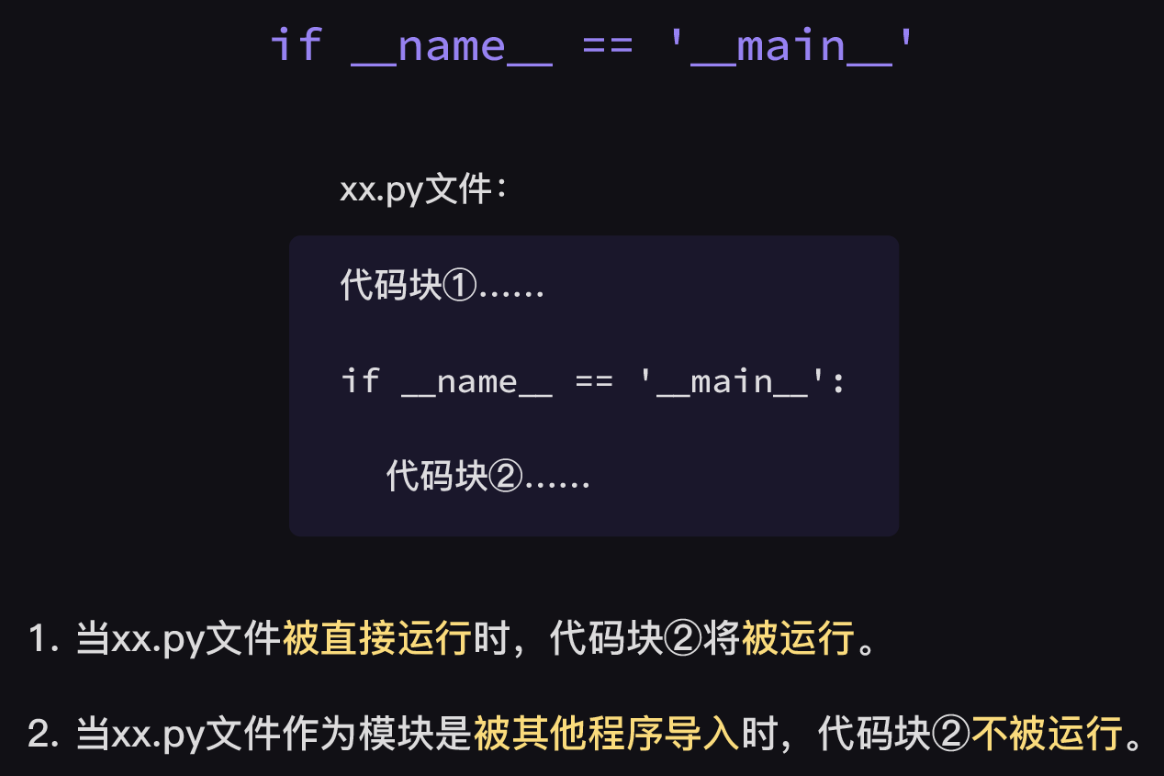 if __name__ == '__main__'
xx.py文件：
代码块①……
if __name__ == '__main__':
代码块②……
1. 当xx.py文件被直接运行时，代码块②将被运行。
2. 当xx.py文件作为模块是被其他程序导入时，代码块②不被运行。